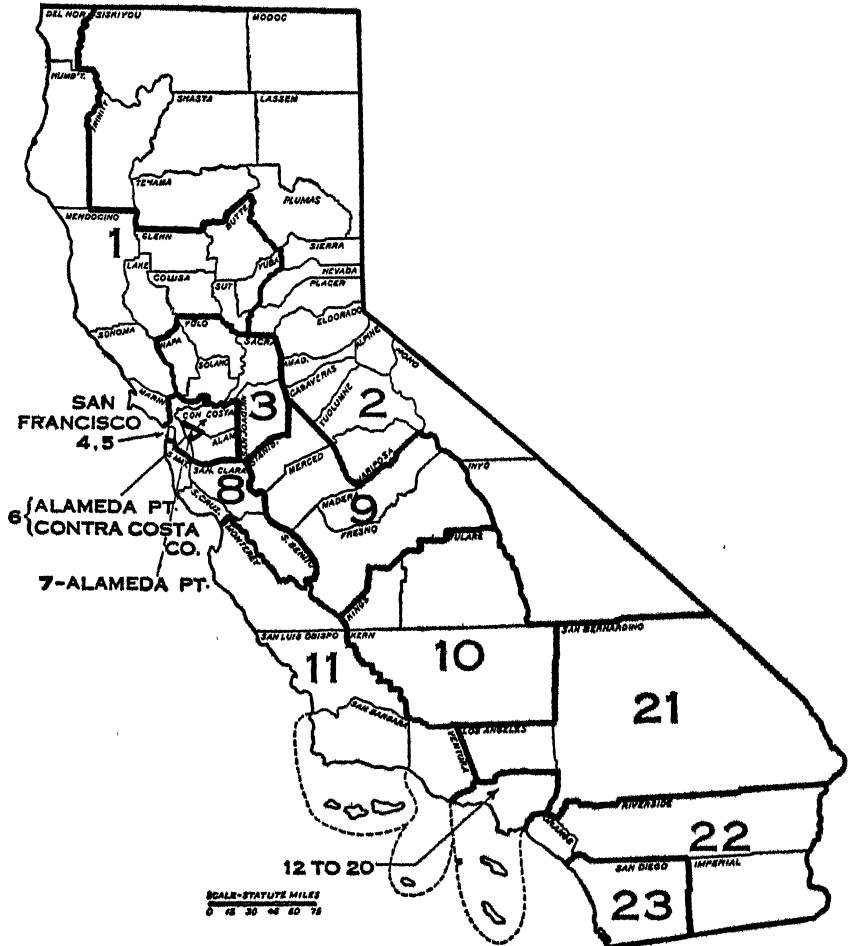 DEL NOR.
SISKIYOU
MODOC
HUMB'T.
TRINITY
SHASTA
LASSEN
TEHAMA
PLUMAS
MENDOCINO
1
GLENN
BUTTE
SIERRA
LAKE
COLUSA
YUBA
NEVADA
SUT
PLACER
YOLO
ELDORADO
SONOMA
NAPA
SACRA
ALPINE
MONO
SOLANO
AMAD.
CALAVERAS
MARIN
TUOLUMNE
2
SAN
FRANCISCO
4,5
CON COSTA
3
SAN JOAQUIN
ALAM
STANIS.
S. MAT.
SAN. CLARA
MERCED
MARIPOSA
INYO
8
6
ALAMEDA PT.
CONTRA COSTA
CO.
S. CRUZ.
MADERA
9
FRESNO
MONTEREY
S. BENITO
TULARE
7-ALAMEDA PT.
KINGS
SAN LUIS OBISPO
KERN
SAN BERNARDINO
11
10
21
SAN BARBARA
VENTURA
LOS ANGELES
RIVERSIDE
ORANGE
22
12 TO 20
SAN DIEGO
IMPERIAL
23
SCALE-STATUTE MILES
0 15 30 45 60 75